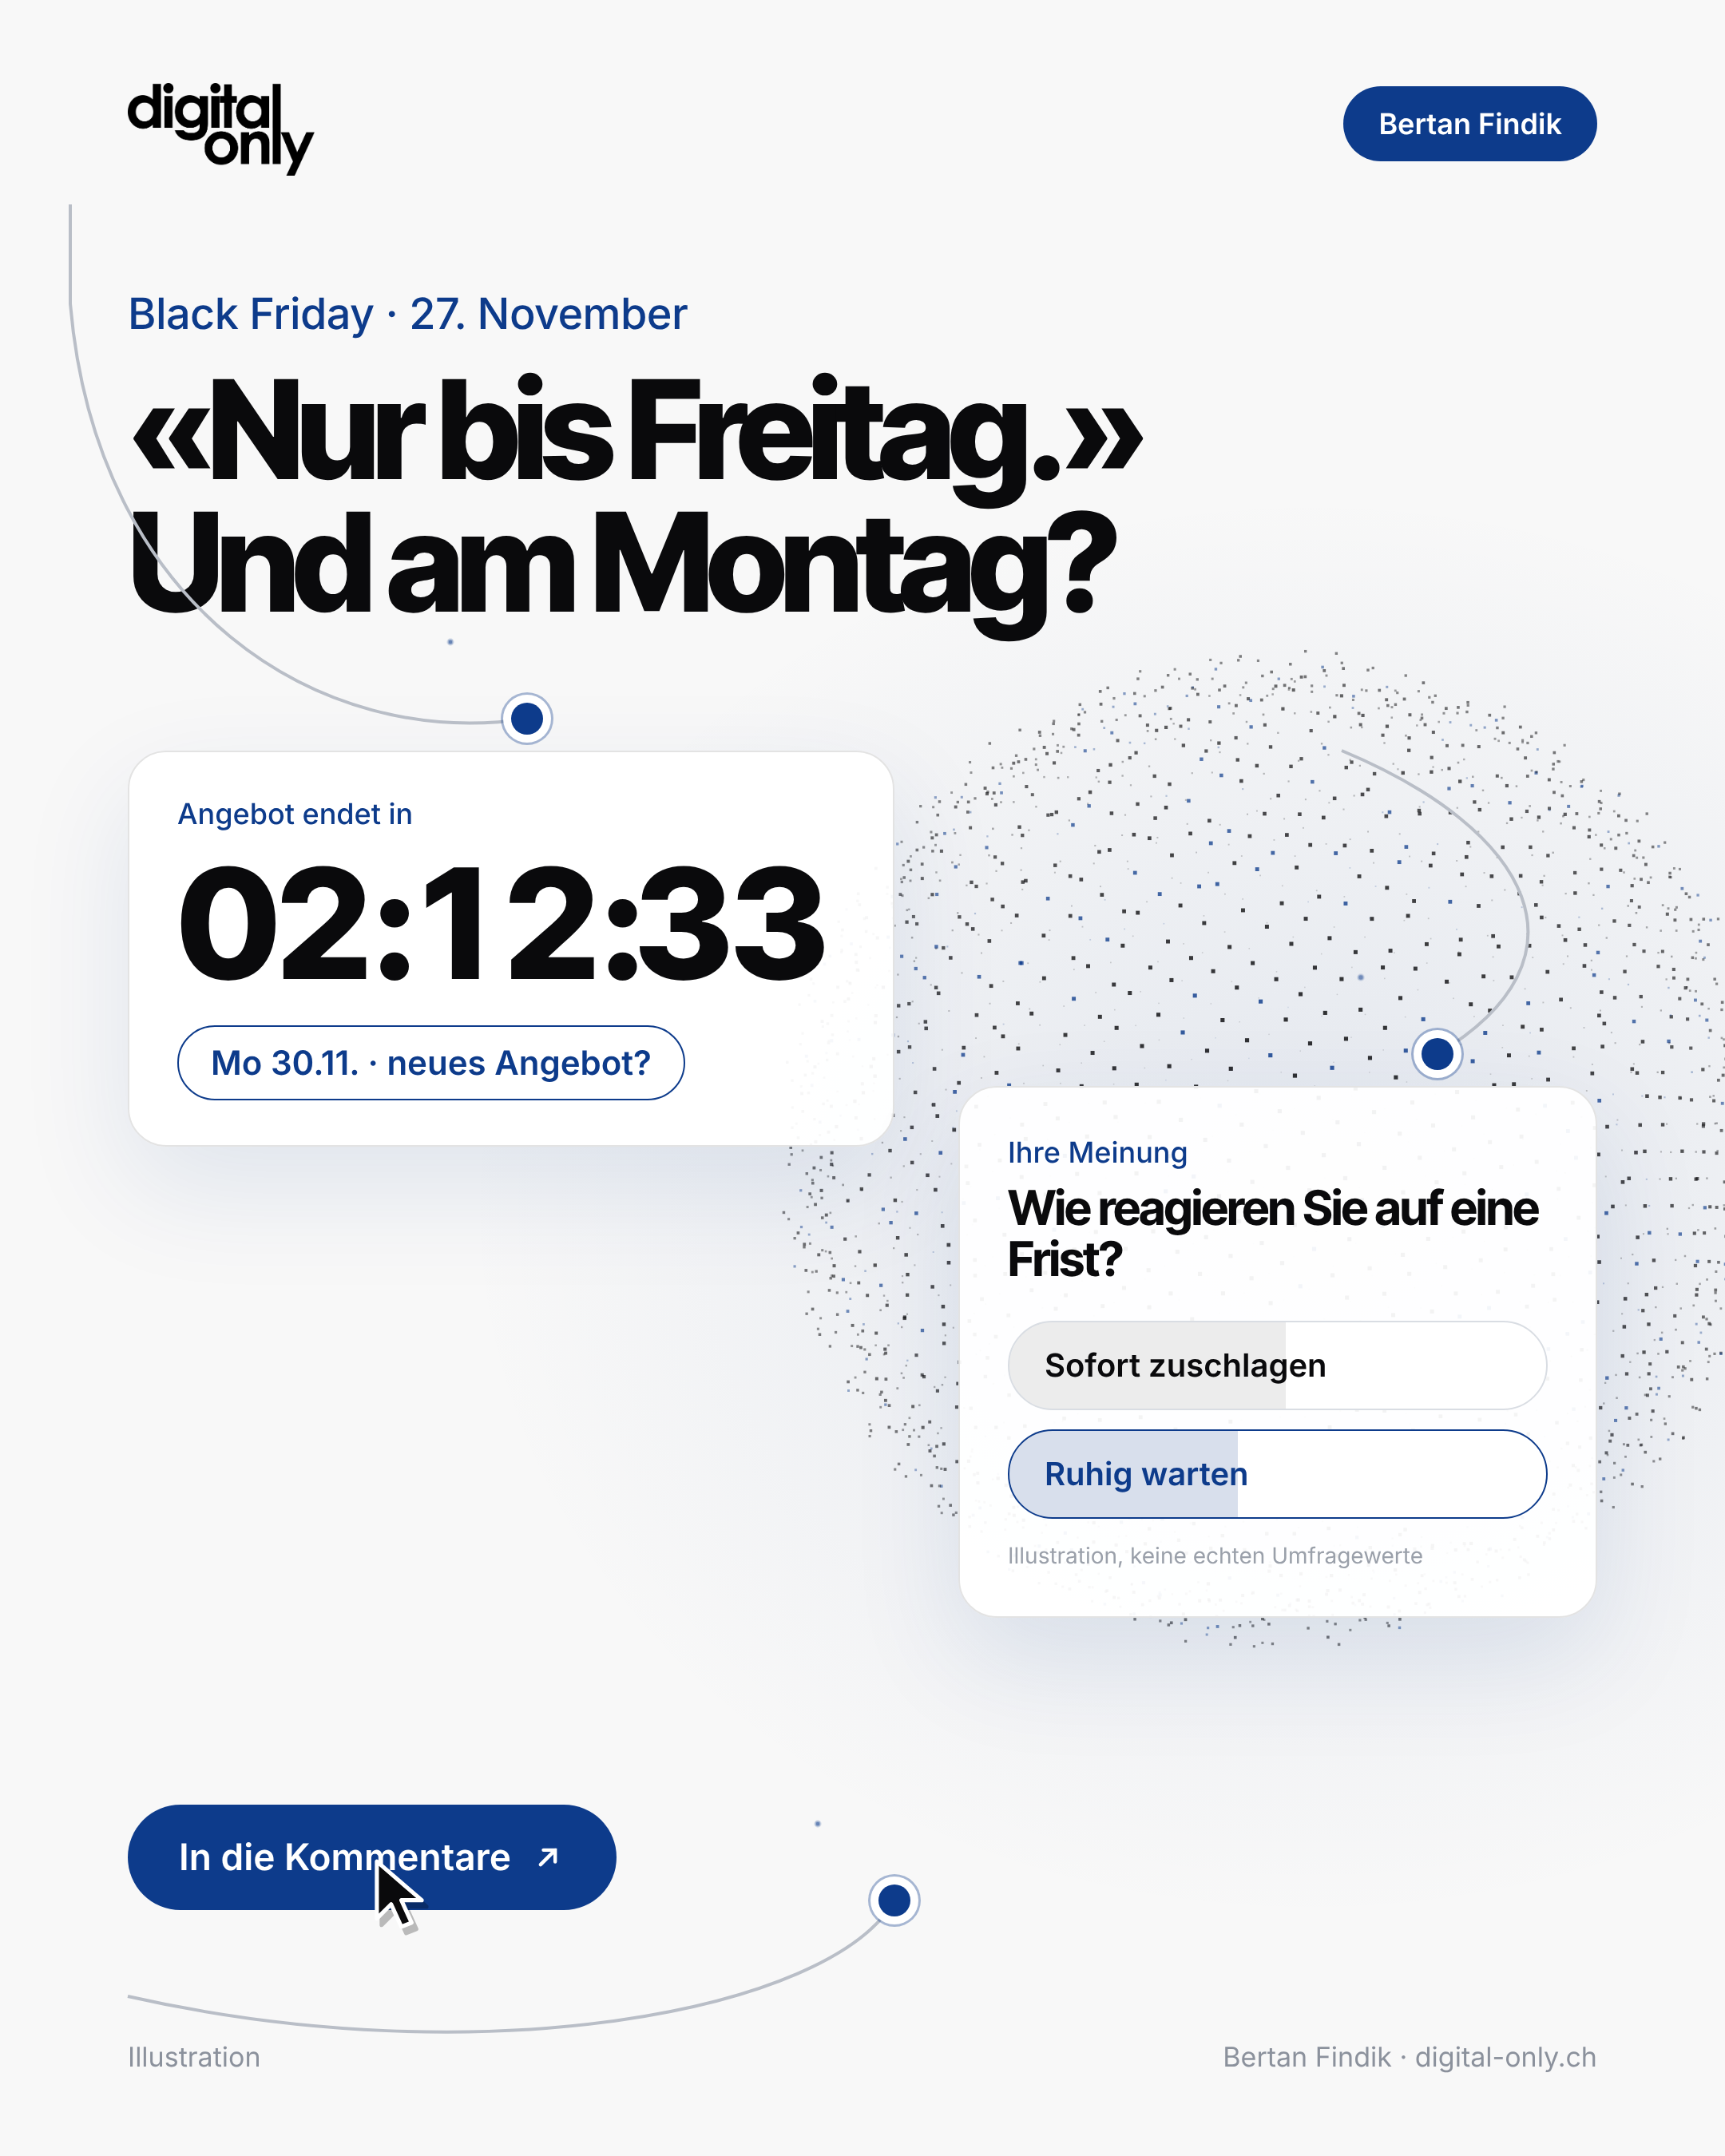 digital
only
Bertan Findik
Black Friday · 27. November
«Nur bis Freitag.»
Und am Montag?
Angebot endet in
02:12:33
Mo 30.11. · neues Angebot?
Ihre Meinung
Wie reagieren Sie auf eine
Frist?
Sofort zuschlagen
Ruhig warten
Illustration, keine echten Umfragewerte
In die Kommentare
Illustration
Bertan Findik · digital-only.ch